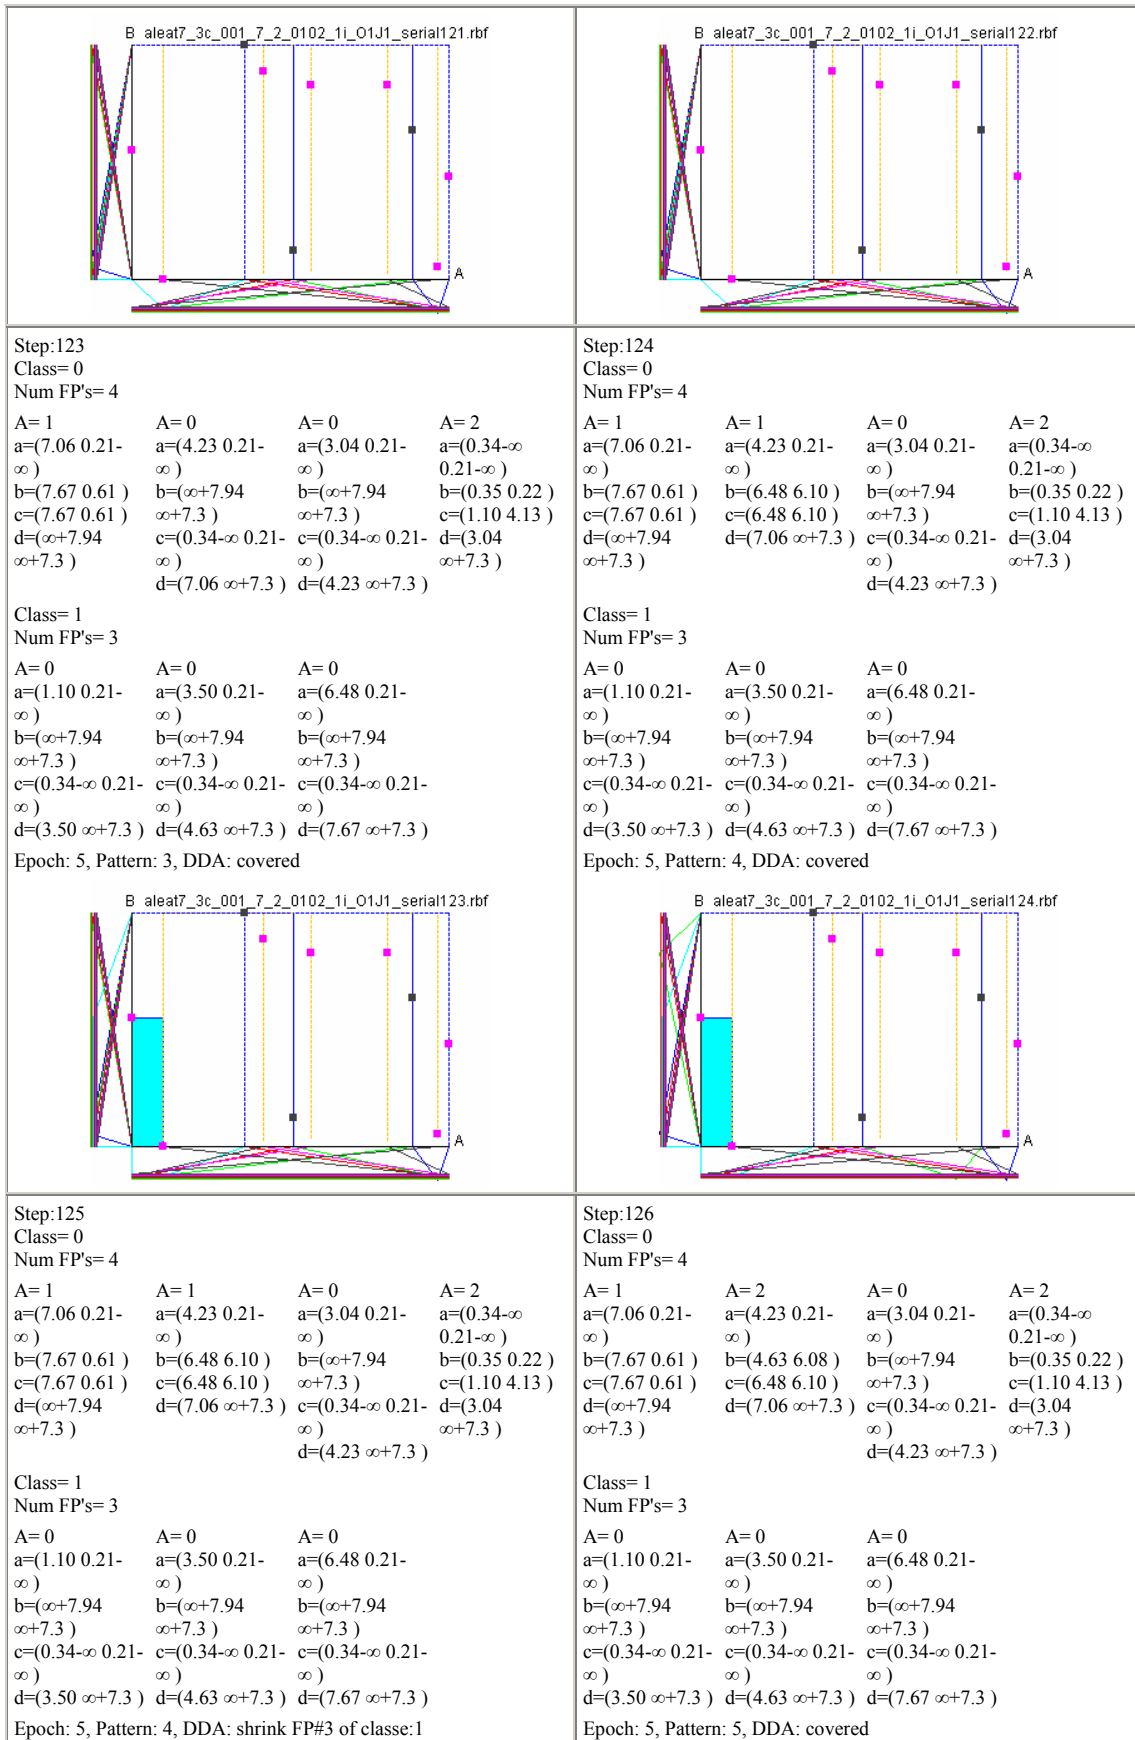 B aleat7_3c_001_7_2_0102_1i_O1J1_serial121.rbf
A
B aleat7_3c_001_7_2_0102_1i_O1J1_serial122.rbf
A
Step:123
Class= 0
Num FP's= 4
A= 1 A= 0 A= 0 A= 2
a=(7.06 0.21- a=(4.23 0.21- a=(3.04 0.21- a=(0.34-∞
∞ ) ∞ ) ∞ ) 0.21-∞ )
b=(7.67 0.61 ) b=(∞+7.94 b=(∞+7.94 b=(0.35 0.22 )
c=(7.67 0.61 ) ∞+7.3 ) ∞+7.3 ) c=(1.10 4.13 )
d=(∞+7.94 c=(0.34-∞ 0.21- c=(0.34-∞ 0.21- d=(3.04
∞+7.3 ) ∞ ) ∞ ) ∞+7.3 )
d=(7.06 ∞+7.3 ) d=(4.23 ∞+7.3 )
Class= 1
Num FP's= 3
A= 0 A= 0 A= 0
a=(1.10 0.21- a=(3.50 0.21- a=(6.48 0.21-
∞ ) ∞ ) ∞ )
b=(∞+7.94 b=(∞+7.94 b=(∞+7.94
∞+7.3 ) ∞+7.3 ) ∞+7.3 )
c=(0.34-∞ 0.21- c=(0.34-∞ 0.21- c=(0.34-∞ 0.21-
∞ ) ∞ ) ∞ )
d=(3.50 ∞+7.3 ) d=(4.63 ∞+7.3 ) d=(7.67 ∞+7.3 )
Epoch: 5, Pattern: 3, DDA: covered
B aleat7_3c_001_7_2_0102_1i_O1J1_serial123.rbf
A
Step:124
Class= 0
Num FP's= 4
A= 1 A= 1 A= 0 A= 2
a=(7.06 0.21- a=(4.23 0.21- a=(3.04 0.21- a=(0.34-∞
∞ ) ∞ ) ∞ ) 0.21-∞ )
b=(7.67 0.61 ) b=(6.48 6.10 ) b=(∞+7.94 b=(0.35 0.22 )
c=(7.67 0.61 ) c=(6.48 6.10 ) ∞+7.3 ) c=(1.10 4.13 )
d=(∞+7.94 d=(7.06 ∞+7.3 ) c=(0.34-∞ 0.21- d=(3.04
∞+7.3 ) ∞ ) ∞+7.3 )
d=(4.23 ∞+7.3 )
Class= 1
Num FP's= 3
A= 0 A= 0 A= 0
a=(1.10 0.21- a=(3.50 0.21- a=(6.48 0.21-
∞ ) ∞ ) ∞ )
b=(∞+7.94 b=(∞+7.94 b=(∞+7.94
∞+7.3 ) ∞+7.3 ) ∞+7.3 )
c=(0.34-∞ 0.21- c=(0.34-∞ 0.21- c=(0.34-∞ 0.21-
∞ ) ∞ ) ∞ )
d=(3.50 ∞+7.3 ) d=(4.63 ∞+7.3 ) d=(7.67 ∞+7.3 )
Epoch: 5, Pattern: 4, DDA: covered
B aleat7_3c_001_7_2_0102_1i_O1J1_serial124.rbf
A
Step:125
Class= 0
Num FP's= 4
A= 1 A= 1 A= 0 A= 2
a=(7.06 0.21- a=(4.23 0.21- a=(3.04 0.21- a=(0.34-∞
∞ ) ∞ ) ∞ ) 0.21-∞ )
b=(7.67 0.61 ) b=(6.48 6.10 ) b=(∞+7.94 b=(0.35 0.22 )
c=(7.67 0.61 ) c=(6.48 6.10 ) ∞+7.3 ) c=(1.10 4.13 )
d=(∞+7.94 d=(7.06 ∞+7.3 ) c=(0.34-∞ 0.21- d=(3.04
∞+7.3 ) ∞ ) ∞+7.3 )
d=(4.23 ∞+7.3 )
Class= 1
Num FP's= 3
A= 0 A= 0 A= 0
a=(1.10 0.21- a=(3.50 0.21- a=(6.48 0.21-
∞ ) ∞ ) ∞ )
b=(∞+7.94 b=(∞+7.94 b=(∞+7.94
∞+7.3 ) ∞+7.3 ) ∞+7.3 )
c=(0.34-∞ 0.21- c=(0.34-∞ 0.21- c=(0.34-∞ 0.21-
∞ ) ∞ ) ∞ )
d=(3.50 ∞+7.3 ) d=(4.63 ∞+7.3 ) d=(7.67 ∞+7.3 )
Epoch: 5, Pattern: 4, DDA: shrink FP#3 of classe:1
Step:126
Class= 0
Num FP's= 4
A= 1 A= 2 A= 0 A= 2
a=(7.06 0.21- a=(4.23 0.21- a=(3.04 0.21- a=(0.34-∞
∞ ) ∞ ) ∞ ) 0.21-∞ )
b=(7.67 0.61 ) b=(4.63 6.08 ) b=(∞+7.94 b=(0.35 0.22 )
c=(7.67 0.61 ) c=(6.48 6.10 ) ∞+7.3 ) c=(1.10 4.13 )
d=(∞+7.94 d=(7.06 ∞+7.3 ) c=(0.34-∞ 0.21- d=(3.04
∞+7.3 ) ∞ ) ∞+7.3 )
d=(4.23 ∞+7.3 )
Class= 1
Num FP's= 3
A= 0 A= 0 A= 0
a=(1.10 0.21- a=(3.50 0.21- a=(6.48 0.21-
∞ ) ∞ ) ∞ )
b=(∞+7.94 b=(∞+7.94 b=(∞+7.94
∞+7.3 ) ∞+7.3 ) ∞+7.3 )
c=(0.34-∞ 0.21- c=(0.34-∞ 0.21- c=(0.34-∞ 0.21-
∞ ) ∞ ) ∞ )
d=(3.50 ∞+7.3 ) d=(4.63 ∞+7.3 ) d=(7.67 ∞+7.3 )
Epoch: 5, Pattern: 5, DDA: covered